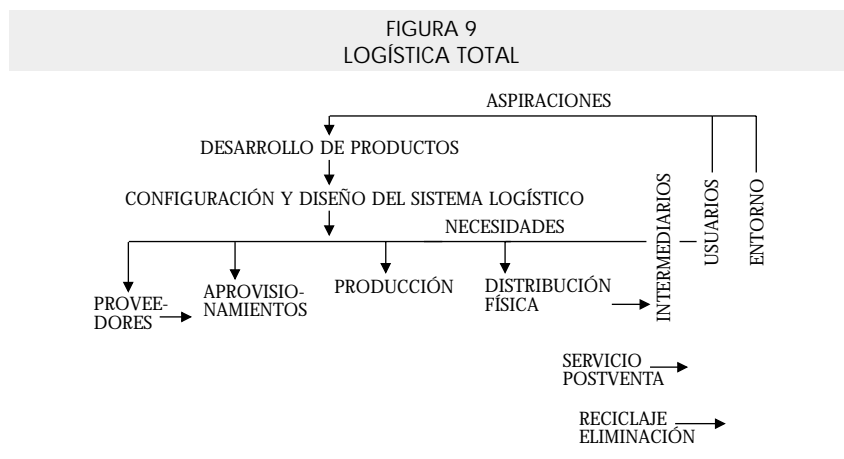 FIGURA 9
LOGÍSTICA TOTAL
ASPIRACIONES
DESARROLLO DE PRODUCTOS
CONFIGURACIÓN Y DISEÑO DEL SISTEMA LOGÍSTICO
NECESIDADES
PROVEE-
DORES
APROVISIO-
NAMIENTOS
PRODUCCIÓN
DISTRIBUCIÓN
FÍSICA
INTERMEDIARIOS
USUARIOS
ENTORNO
SERVICIO
POSTVENTA
RECICLAJE
ELIMINACIÓN